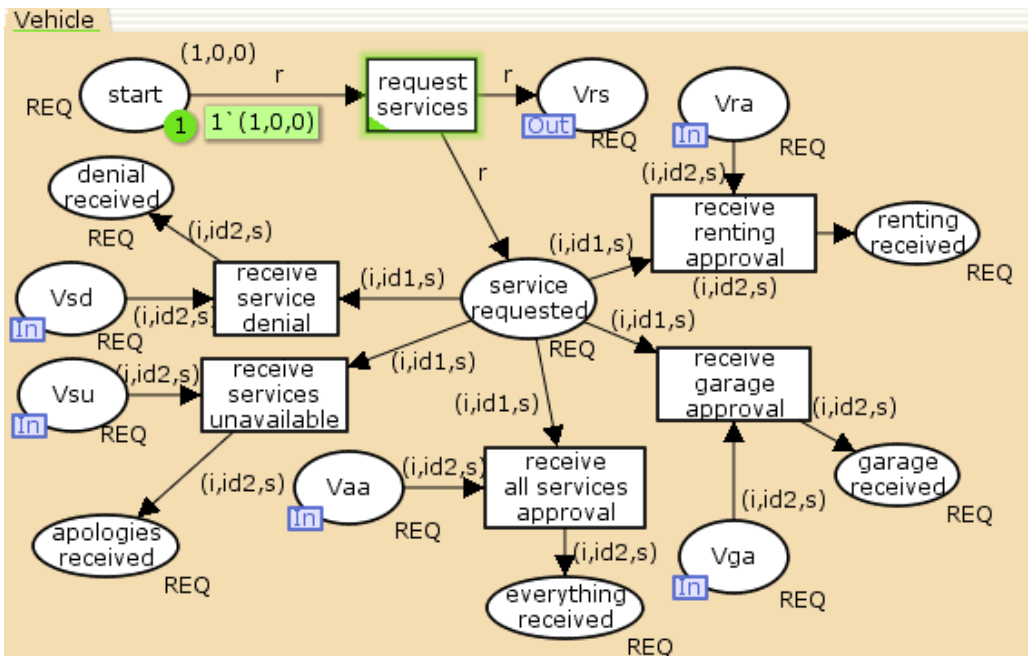 Vehicle
(1,0,0)
start
REQ
1
1`(1,0,0)
r
request
services
r
Vrs
Out
REQ
Vra
In
REQ
r
(i,id2,s)
receive
renting
approval
(i,id2,s)
renting
received
REQ
denial
received
REQ
(i,id2,s)
(i,id1,s)
Vsd
In
REQ
(i,id2,s)
receive
service
denial
(i,id1,s)
service
requested
REQ
(i,id1,s)
Vsu
In
REQ
(i,id2,s)
receive
services
unavailable
(i,id1,s)
receive
garage
approval
(i,id2,s)
garage
received
REQ
(i,id1,s)
(i,id2,s)
apologies
received
REQ
Vaa
In
REQ
(i,id2,s)
receive
all services
approval
(i,id2,s)
everything
received
REQ
(i,id2,s)
Vga
In
REQ